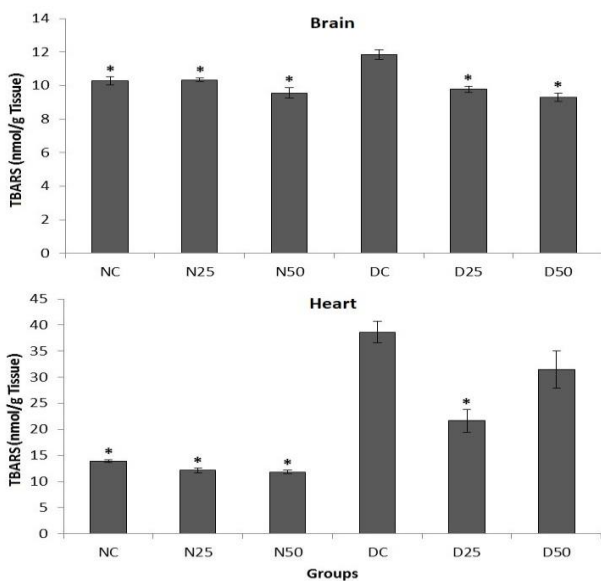 Brain
TBARS (nmol/g Tissue)
14
12
10
8
6
4
2
0
* * * * *
NC N25 N50 DC D25 D50
Heart
TBARS (nmol/g Tissue)
45
40
35
30
25
20
15
10
5
0
* * * *
NC N25 N50 DC D25 D50
Groups